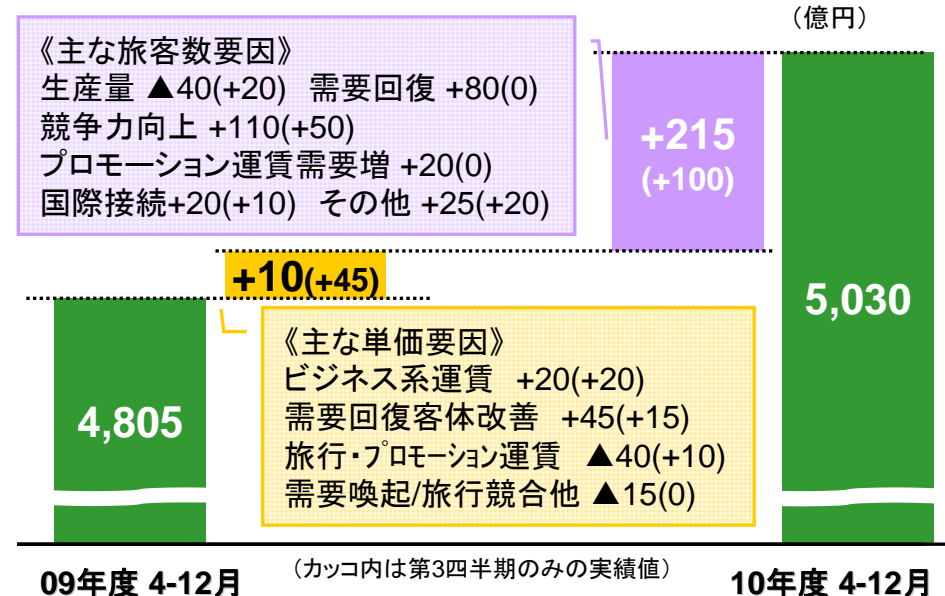 （億円）
《主な旅客数要因》
生産量 ▲40(+20) 需要回復 +80(0)
競争力向上 +110(+50)
プロモーション運賃需要増 +20(0)
国際接続+20(+10) その他 +25(+20)
+215
(+100)
+10(+45)
5,030
《主な単価要因》
ビジネス系運賃 +20(+20)
需要回復客体改善 +45(+15)
旅行・プロモーション運賃 ▲40(+10)
需要喚起/旅行競合他 ▲15(0)
4,805
09年度 4-12月
（カッコ内は第3四半期のみの実績値）
10年度 4-12月